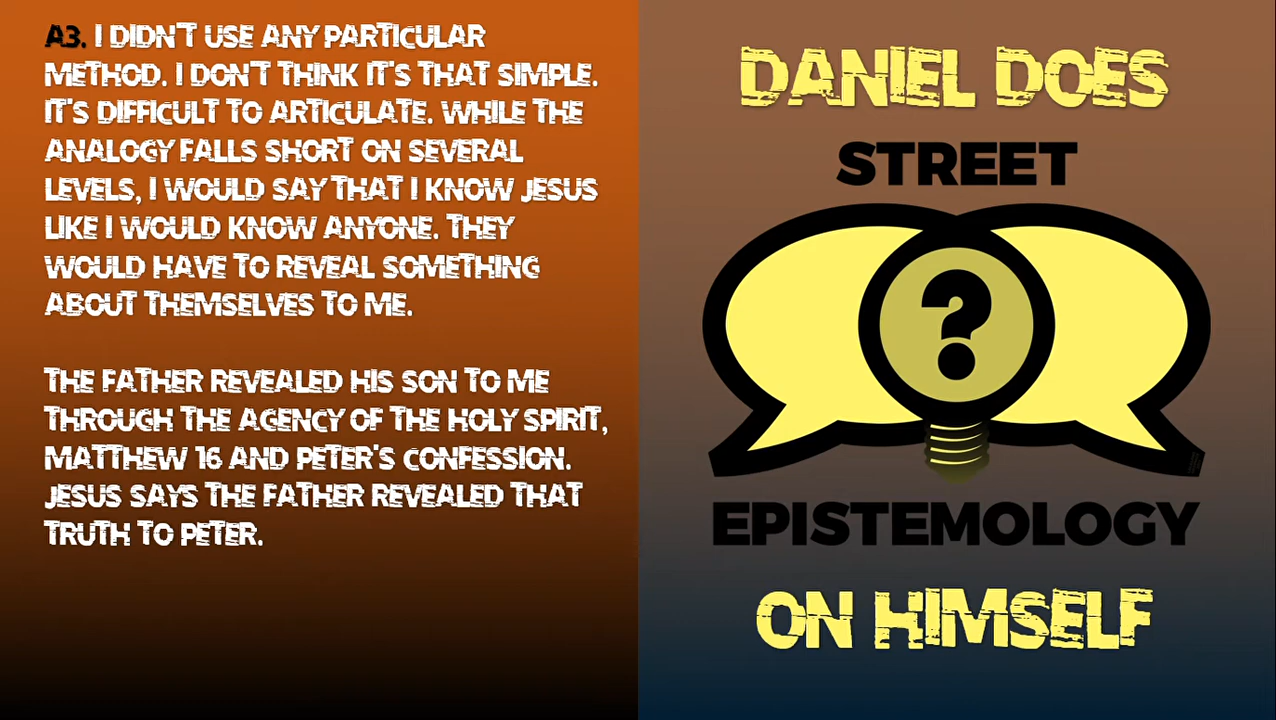 A3. I DIDN'T USE ANY PARTICULAR
METHOD. I DON'T THINK IT'S THAT SIMPLE.
IT'S DIFFICULT TO ARTICULATE. WHILE THE
ANALOGY FALLS SHORT ON SEVERAL
LEVELS, I WOULD SAY THAT I KNOW JESUS
LIKE I WOULD KNOW ANYONE. THEY
WOULD HAVE TO REVEAL SOMETHING
ABOUT THEMSELVES TO ME.
THE FATHER REVEALED HIS SON TO ME
THROUGH THE AGENCY OF THE HOLY SPIRIT,
MATTHEW 16 AND PETER'S CONFESSION.
JESUS SAYS THE FATHER REVEALED THAT
TRUTH TO PETER.
DANIEL DOES
STREET
?
EPISTEMOLOGY
ON HIMSELF